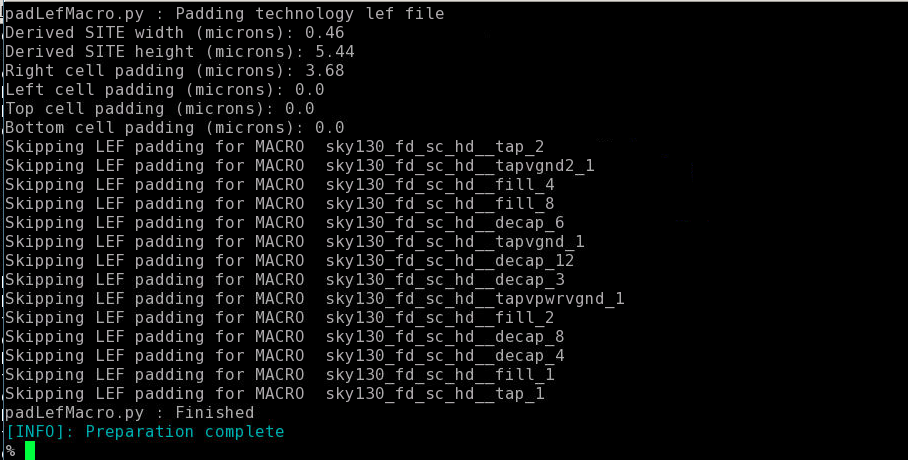 padLefMacro.py : Padding technology lef file
Derived SITE width (microns): 0.46
Derived SITE height (microns): 5.44
Right cell padding (microns): 3.68
Left cell padding (microns): 0.0
Top cell padding (microns): 0.0
Bottom cell padding (microns): 0.0
Skipping LEF padding for MACRO  sky130_fd_sc_hd__tap_2
Skipping LEF padding for MACRO  sky130_fd_sc_hd__tapvgnd2_1
Skipping LEF padding for MACRO  sky130_fd_sc_hd__fill_4
Skipping LEF padding for MACRO  sky130_fd_sc_hd__fill_8
Skipping LEF padding for MACRO  sky130_fd_sc_hd__decap_6
Skipping LEF padding for MACRO  sky130_fd_sc_hd__tapvgnd_1
Skipping LEF padding for MACRO  sky130_fd_sc_hd__decap_12
Skipping LEF padding for MACRO  sky130_fd_sc_hd__decap_3
Skipping LEF padding for MACRO  sky130_fd_sc_hd__tapvpwrvgnd_1
Skipping LEF padding for MACRO  sky130_fd_sc_hd__fill_2
Skipping LEF padding for MACRO  sky130_fd_sc_hd__decap_8
Skipping LEF padding for MACRO  sky130_fd_sc_hd__decap_4
Skipping LEF padding for MACRO  sky130_fd_sc_hd__fill_1
Skipping LEF padding for MACRO  sky130_fd_sc_hd__tap_1
padLefMacro.py : Finished
[INFO]: Preparation complete
%